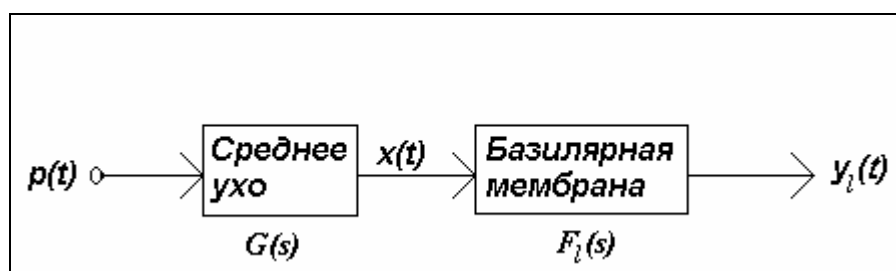 p(t)
Среднее
ухо
x(t)
Базилярная
мембрана
y_l(t)
G(s)
F_l(s)